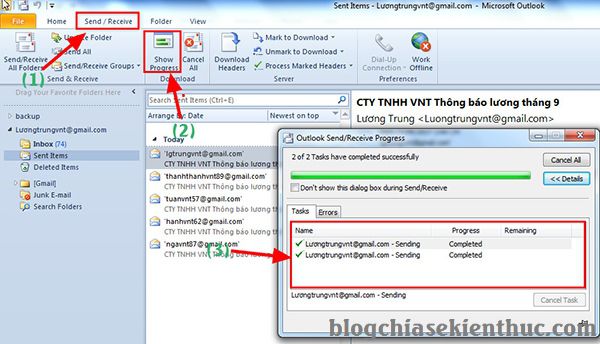 Sent Items - Luongtrungvnt@gmail.com - Microsoft Outlook
File Home Send / Receive Folder View
Send/Receive All Folders
Update Folder
Send All
Send/Receive Groups
Send & Receive
Show Progress
Cancel All
Download
Download Headers
Mark to Download
Unmark to Download
Process Marked Headers
Server
Dial-Up Connection
Work Offline
Preferences
(1)
(2)
(3)
Drag Your Favorite Folders Here
backup
Luongtrungvnt@gmail.com
Inbox (74)
Sent Items
Deleted Items
[Gmail]
Junk E-mail
Search Folders
Search Sent Items (Ctrl+E)
Arrange By: Date Newest on top
Today
'lgtrungvnt@gmail.com'
CTY TNHH VNT Thông báo lương th
'thanhthanhvnt89@gmail.com'
CTY TNHH VNT Thông báo lương th
'tuanvnt57@gmail.com'
CTY TNHH VNT Thông báo lương th
'hanhvnt62@gmail.com'
CTY TNHH VNT Thông báo lương th
'ngavnt87@gmail.com'
CTY TNHH VNT Thông báo lương th
CTY TNHH VNT Thông báo lương tháng 9
Lương Trung <Luongtrungvnt@gmail.com>
Outlook Send/Receive Progress
2 of 2 Tasks have completed successfully
Cancel All
<< Details
Don't show this dialog box during Send/Receive
Tasks Errors
Name Progress Remaining
Luongtrungvnt@gmail.com - Sending Completed
Luongtrungvnt@gmail.com - Sending Completed
Luongtrungvnt@gmail.com - Sending
Cancel Task
blogchiasekienthuc.com